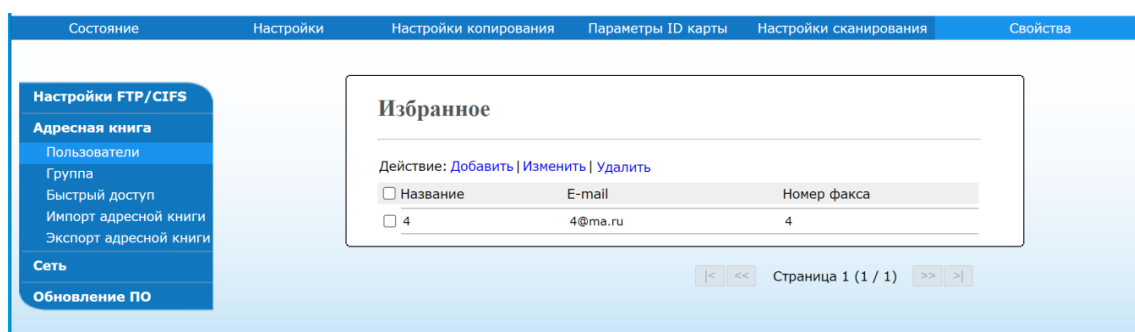 Состояние Настройки Настройки копирования Параметры ID карты Настройки сканирования Свойства
Настройки FTP/CIFS
Адресная книга
Пользователи
Группа
Быстрый доступ
Импорт адресной книги
Экспорт адресной книги
Сеть
Обновление ПО
Избранное
Действие: Добавить | Изменить | Удалить
Название E-mail Номер факса
4 4@ma.ru 4
|< << Страница 1 (1 / 1) >> >|